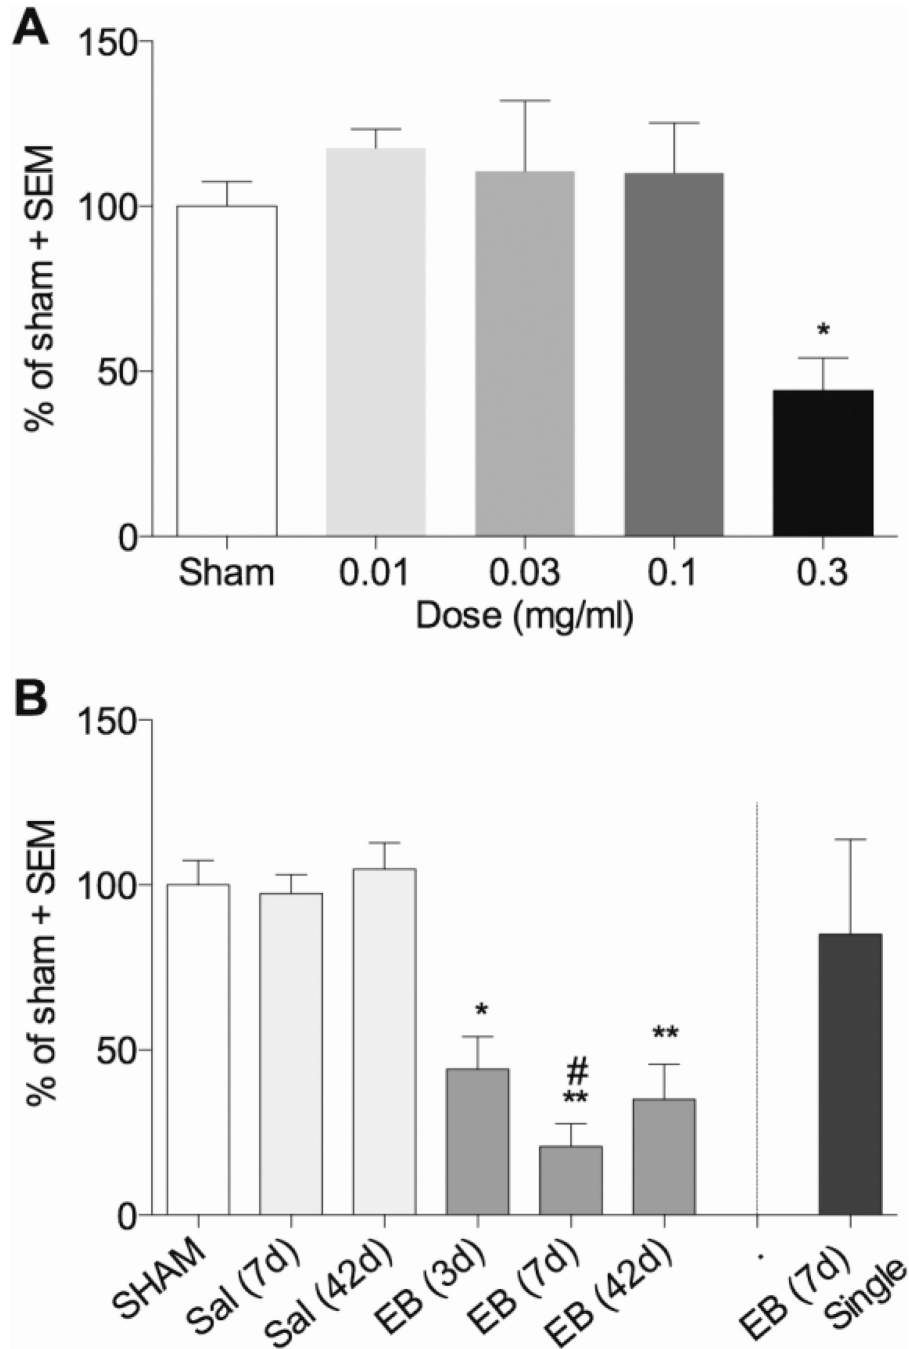 A
150
100
50
0
% of sham + SEM
*
Sham 0.01 0.03 0.1 0.3
Dose (mg/ml)
B
150
100
50
0
% of sham + SEM
*
#
**
**
SHAM
Sal (7d)
Sal (42d)
EB (3d)
EB (7d)
EB (42d)
.
EB (7d)
Single